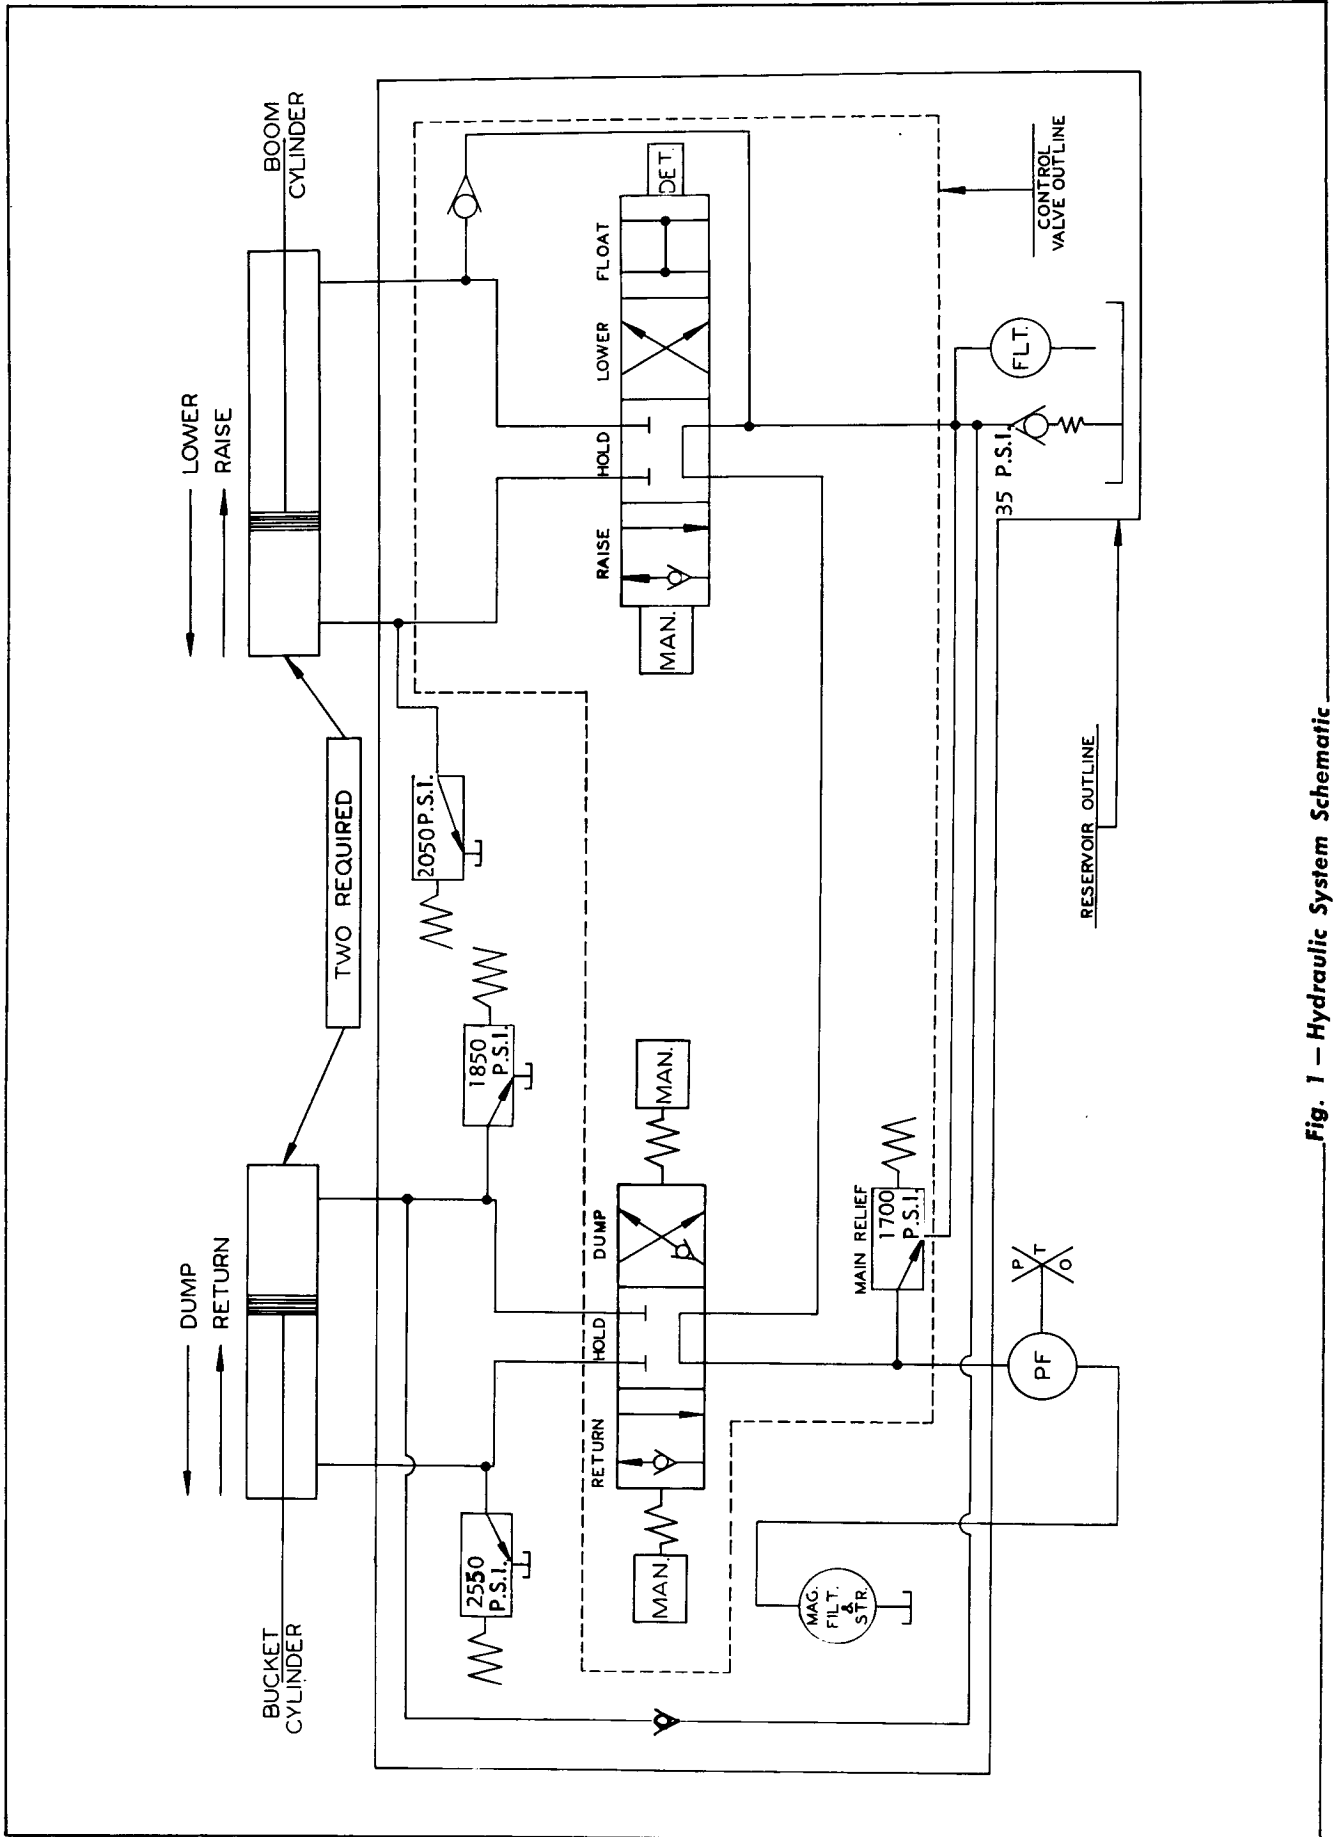 BOOM
CYLINDER
LOWER
RAISE
TWO REQUIRED
DUMP
RETURN
BUCKET
CYLINDER
2050 P.S.I.
1850
P.S.I.
2550
P.S.I.
RAISE
HOLD
LOWER
FLOAT
MAN.
DET.
RETURN
HOLD
DUMP
MAN.
MAN.
MAIN RELIEF
1700
P.S.I.
CONTROL
VALVE OUTLINE
FLT.
35 P.S.I.
RESERVOIR OUTLINE
PF
P T O
MAG.
FILT.
&
STR.
Fig. 1 — Hydraulic System Schematic